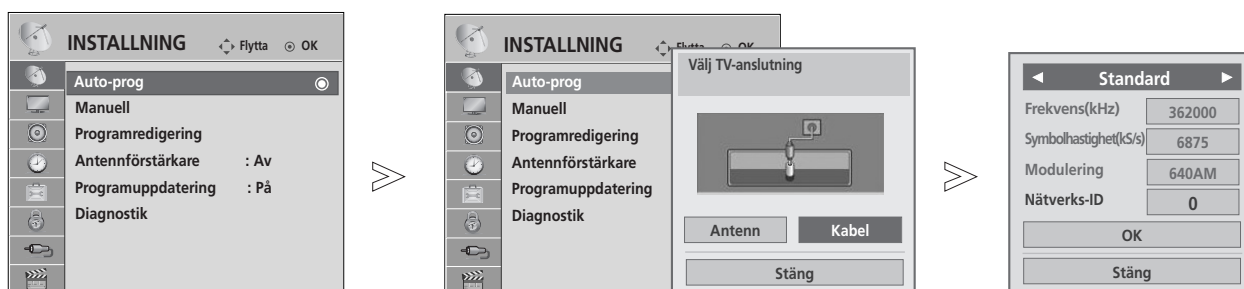 INSTALLNING Flytta OK
Auto-prog
Manuell
Programredigering
Antennförstärkare : Av
Programuppdatering : På
Diagnostik
INSTALLNING Flytta OK
Auto-prog
Manuell
Programredigering
Antennförstärkare
Programuppdatering
Diagnostik
Välj TV-anslutning
Antenn Kabel
Stäng
Standard
Frekvens(kHz) 362000
Symbolhastighet(kS/s) 6875
Modulering 640AM
Nätverks-ID 0
OK
Stäng